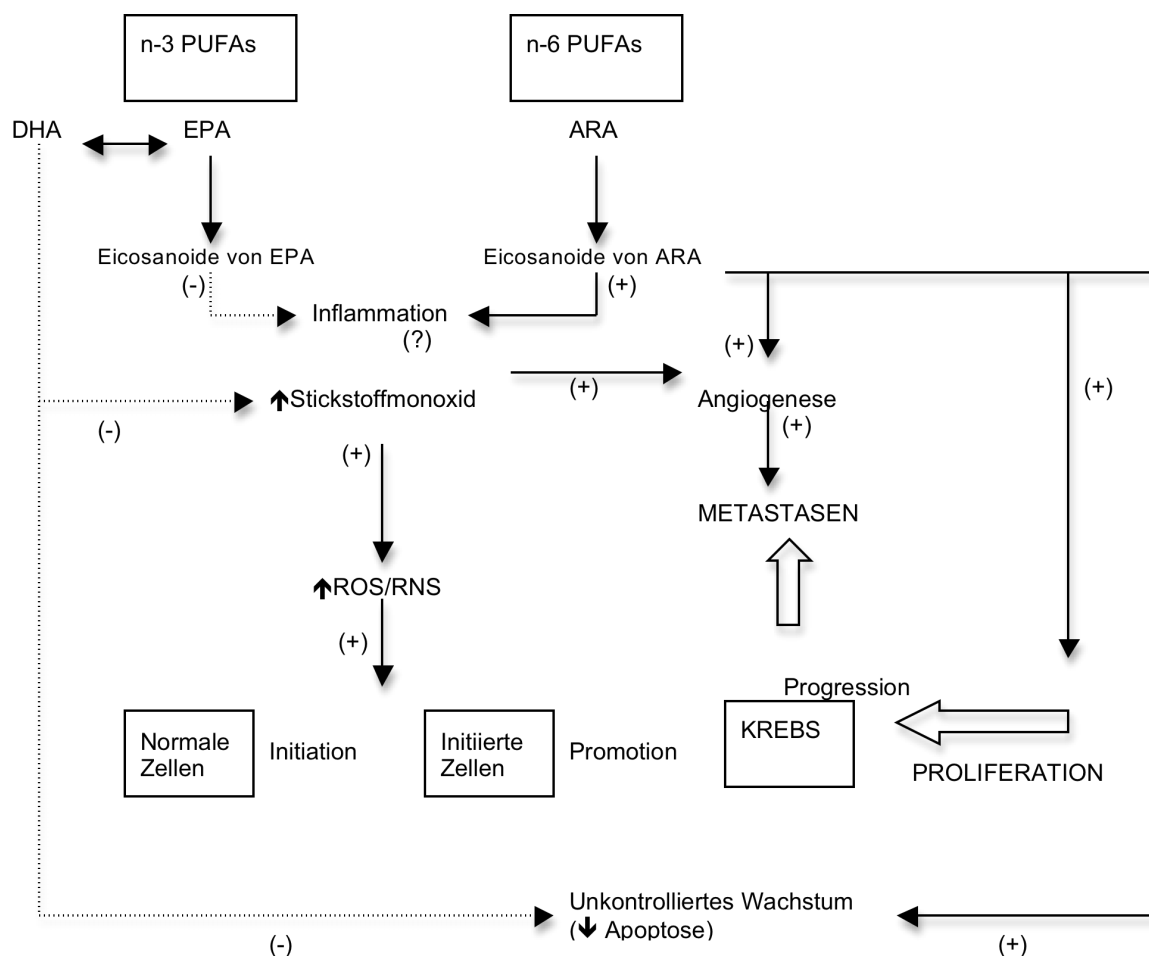 n-3 PUFAs
n-6 PUFAs
DHA
EPA
ARA
Eicosanoide von EPA
Eicosanoide von ARA
(-)
(+)
Inflammation
(?)
(+)
Stickstoffmonoxid
(+)
Angiogenese
(+)
(-)
(+)
(+)
METASTASEN
ROS/RNS
(+)
Progression
Normale
Zellen
Initiation
Initiierte
Zellen
Promotion
KREBS
PROLIFERATION
Unkontrolliertes Wachstum
(🡻 Apoptose)
(-)
(+)